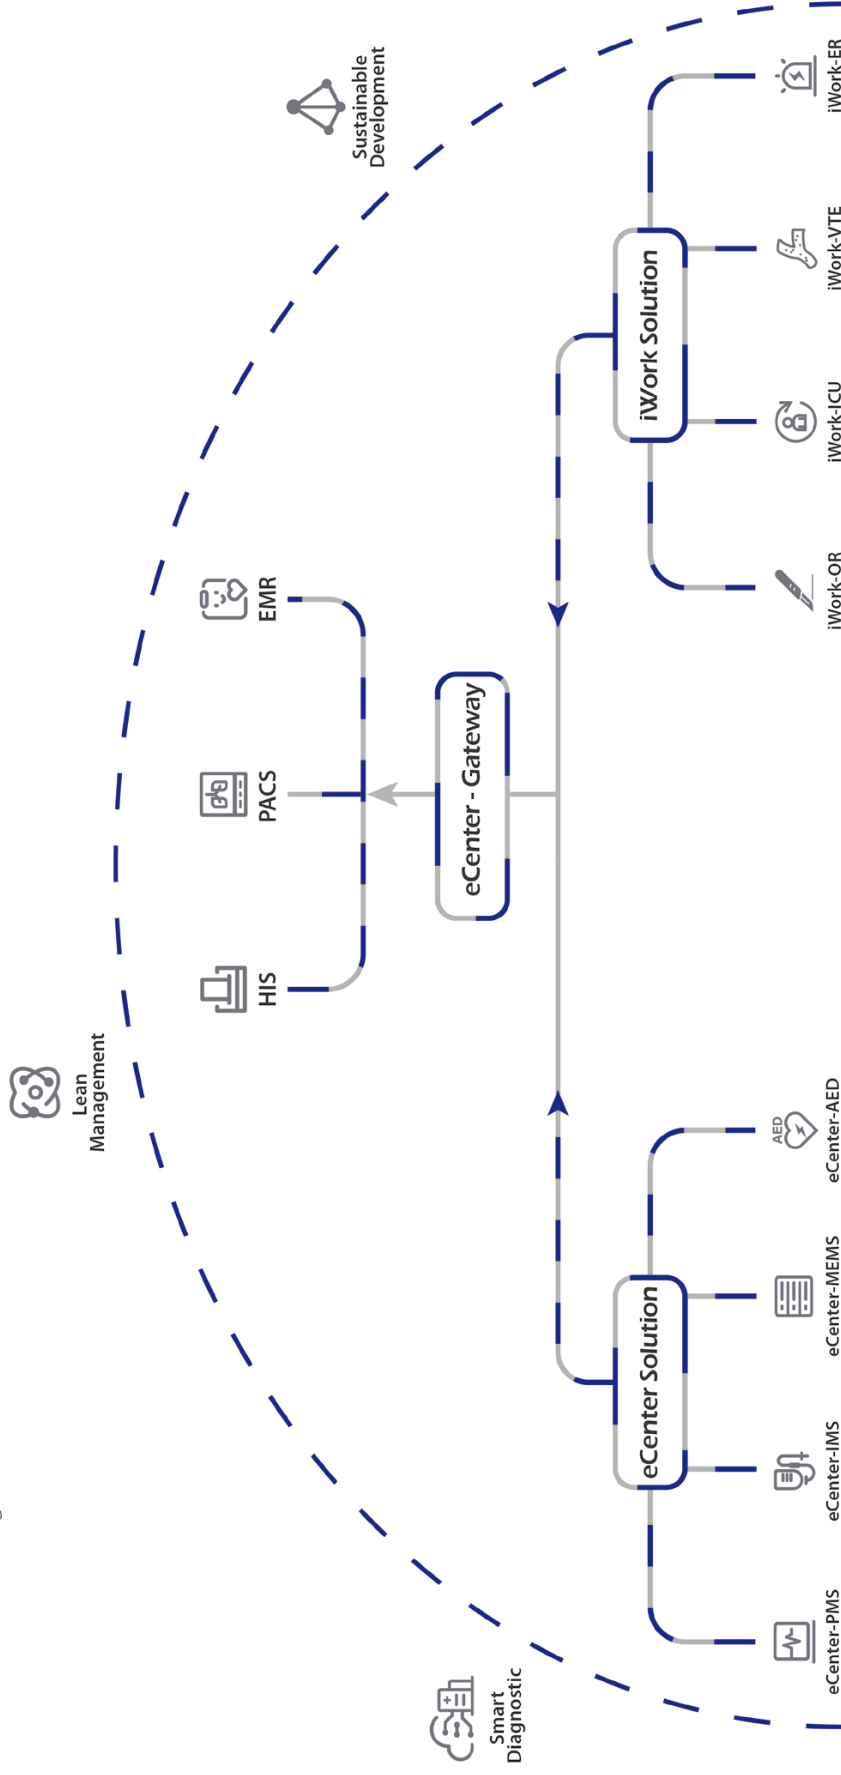 Lean
Management
Smart
Diagnostic
Sustainable
Development
HIS
PACS
EMR
eCenter - Gateway
eCenter Solution
iWork Solution
eCenter-PMS
eCenter-IMS
eCenter-MEMS
AED
eCenter-AED
iWork-OR
iWork-ICU
iWork-VTE
iWork-ER